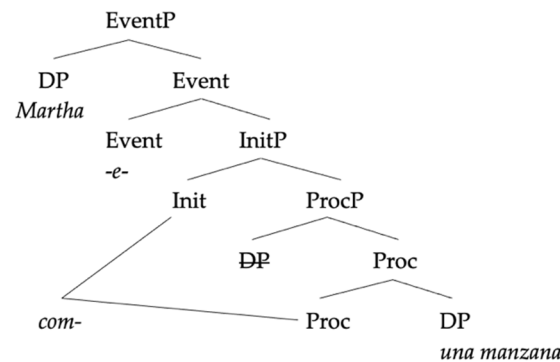 EventP
DP Event
Martha
Event InitP
-e-
Init ProcP
DP Proc
com- Proc DP
una manzana